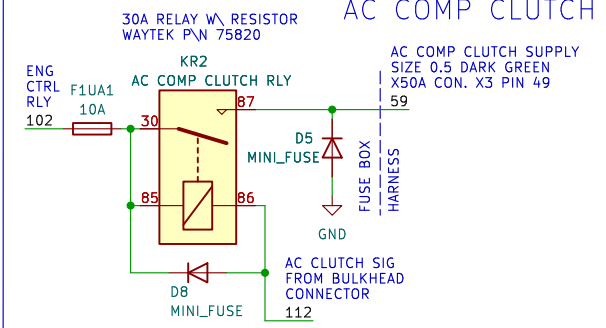 AC COMP CLUTCH
30A RELAY W\ RESISTOR
WAYTEK P\N 75820
KR2
AC COMP CLUTCH RLY
ENG
CTRL
RLY
102
F1UA1
10A
30
87
85
86
AC COMP CLUTCH SUPPLY
SIZE 0.5 DARK GREEN
X50A CON. X3 PIN 49
59
D5
MINI_FUSE
FUSE BOX
HARNESS
GND
D8
MINI_FUSE
AC CLUTCH SIG
FROM BULKHEAD
CONNECTOR
112